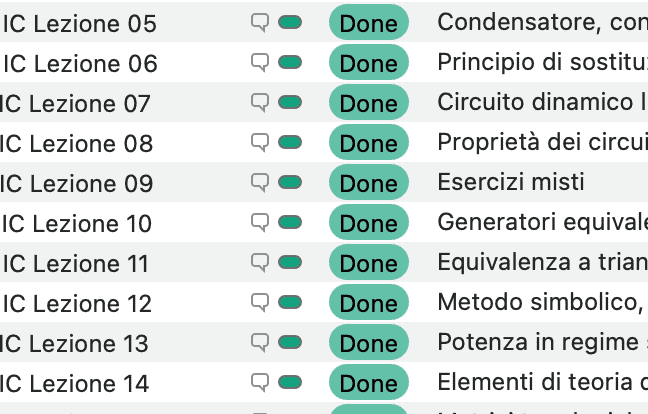 IC Lezione 05 Done Condensatore, con
IC Lezione 06 Done Principio di sostitu
IC Lezione 07 Done Circuito dinamico l
IC Lezione 08 Done Proprietà dei circui
IC Lezione 09 Done Esercizi misti
IC Lezione 10 Done Generatori equivale
IC Lezione 11 Done Equivalenza a trian
IC Lezione 12 Done Metodo simbolico,
IC Lezione 13 Done Potenza in regime s
IC Lezione 14 Done Elementi di teoria d